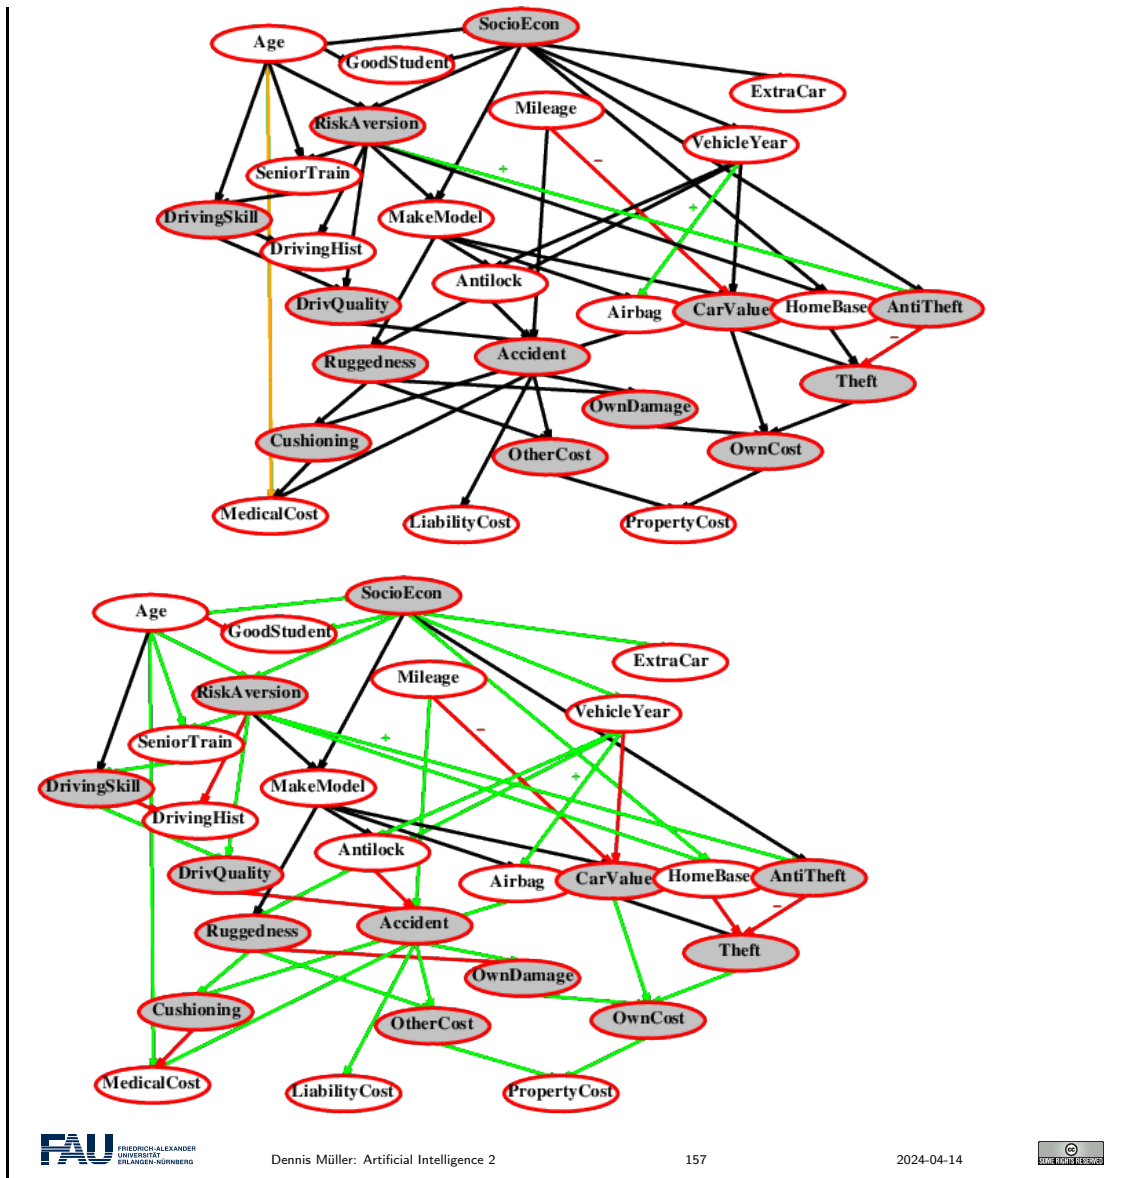 SocioEcon
Age
GoodStudent
ExtraCar
Mileage
RiskAversion
VehicleYear
+
−
SeniorTrain
+
DrivingSkill
MakeModel
DrivingHist
Antilock
DrivQuality
Airbag
CarValue
HomeBase
AntiTheft
−
Ruggedness
Accident
Theft
OwnDamage
Cushioning
OtherCost
OwnCost
MedicalCost
LiabilityCost
PropertyCost
SocioEcon
Age
GoodStudent
ExtraCar
Mileage
RiskAversion
VehicleYear
+
−
SeniorTrain
+
DrivingSkill
MakeModel
DrivingHist
Antilock
DrivQuality
Airbag
CarValue
HomeBase
AntiTheft
−
Ruggedness
Accident
Theft
OwnDamage
Cushioning
OtherCost
OwnCost
MedicalCost
LiabilityCost
PropertyCost
FAU
FRIEDRICH-ALEXANDER
UNIVERSITÄT
ERLANGEN-NÜRNBERG
Dennis Müller: Artificial Intelligence 2
157
2024-04-14
cc
SOME RIGHTS RESERVED